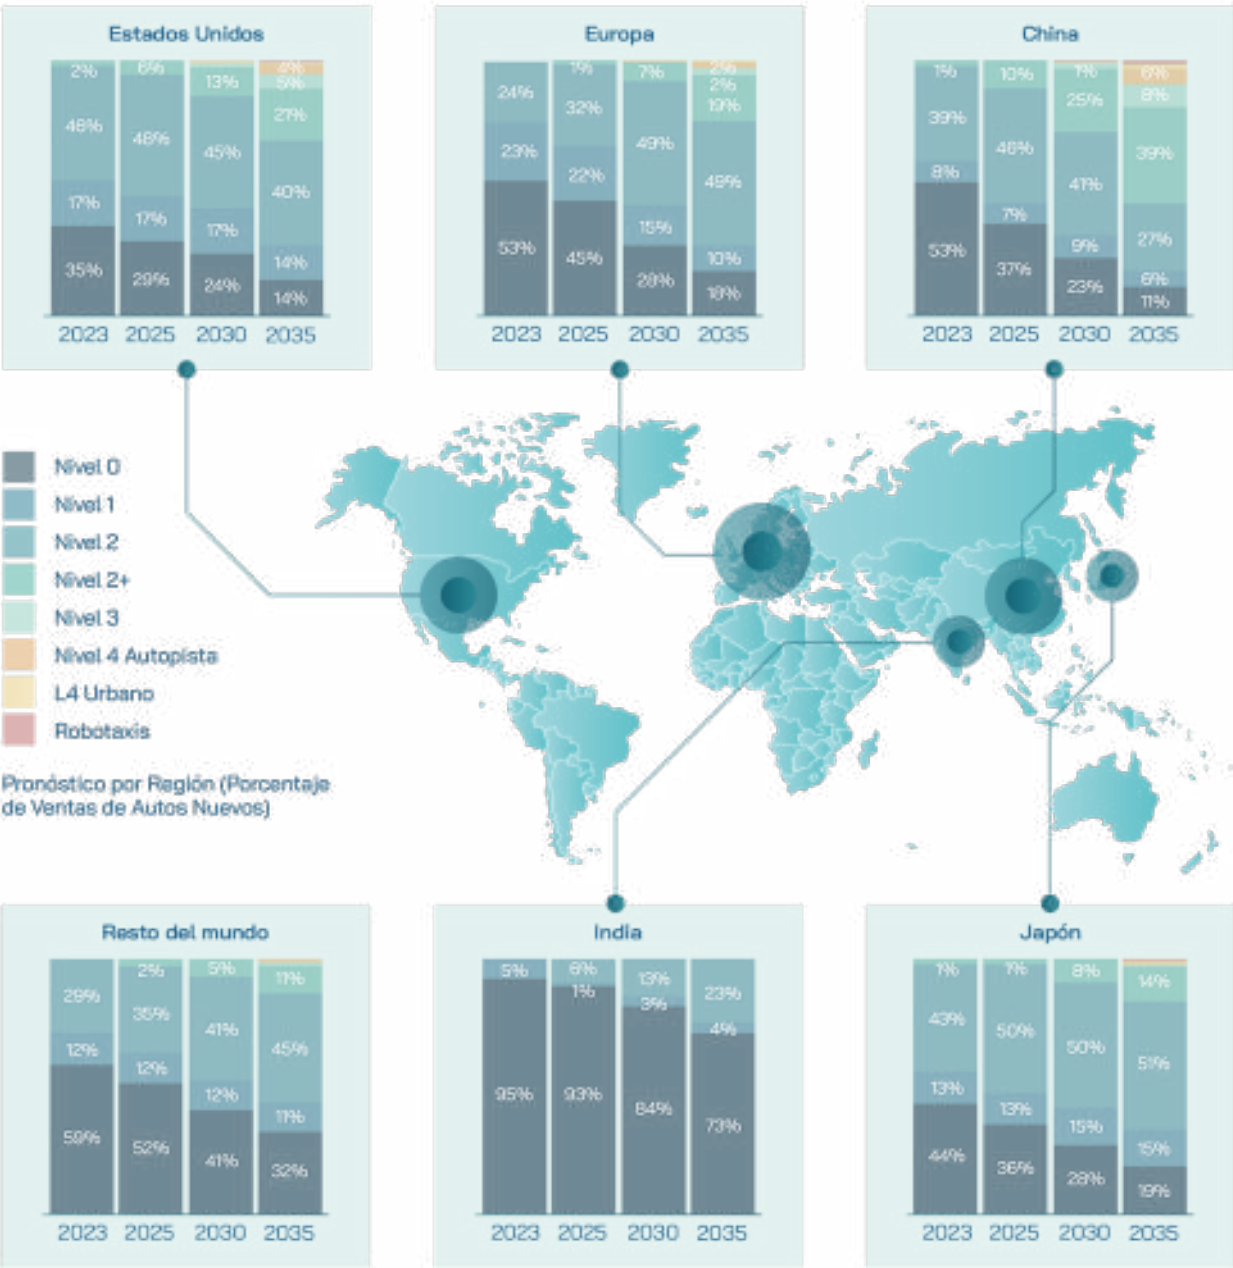 Estados Unidos
2% 6% 13% 4%
5%
21%
48% 48% 45% 40%
17% 17% 17% 14%
35% 29% 24% 14%
2023 2025 2030 2035
Europa
1% 7% 2%
2%
19%
24% 32% 49% 49%
23% 22% 15% 10%
53% 45% 28% 18%
2023 2025 2030 2035
China
1% 10% 1% 6%
25% 8%
39%
39% 46% 41% 27%
8% 7% 9% 6%
53% 37% 23% 11%
2023 2025 2030 2035
Nivel 0
Nivel 1
Nivel 2
Nivel 2+
Nivel 3
Nivel 4 Autopista
L4 Urbano
Robotaxis
Pronóstico por Región (Porcentaje
de Ventas de Autos Nuevos)
Resto del mundo
2% 5% 11%
29% 35% 41% 45%
12% 12% 12% 11%
59% 52% 41% 32%
2023 2025 2030 2035
India
5% 6% 13% 23%
1% 3% 4%
95% 93% 84% 73%
2023 2025 2030 2035
Japón
1% 1% 8% 14%
43% 50% 50% 51%
13% 13% 15% 15%
44% 36% 28% 19%
2023 2025 2030 2035